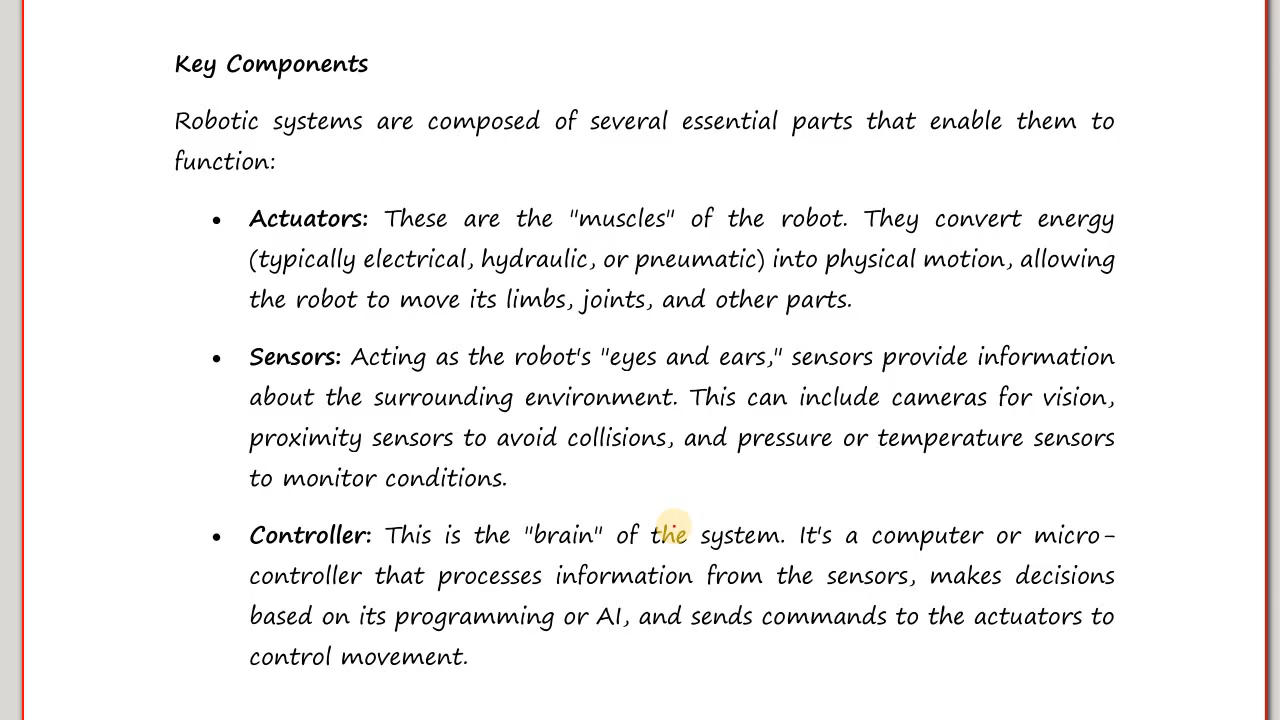 Key Components
Robotic systems are composed of several essential parts that enable them to
function:
• Actuators: These are the "muscles" of the robot. They convert energy
(typically electrical, hydraulic, or pneumatic) into physical motion, allowing
the robot to move its limbs, joints, and other parts.
• Sensors: Acting as the robot's "eyes and ears," sensors provide information
about the surrounding environment. This can include cameras for vision,
proximity sensors to avoid collisions, and pressure or temperature sensors
to monitor conditions.
• Controller: This is the "brain" of the system. It's a computer or micro-
controller that processes information from the sensors, makes decisions
based on its programming or AI, and sends commands to the actuators to
control movement.